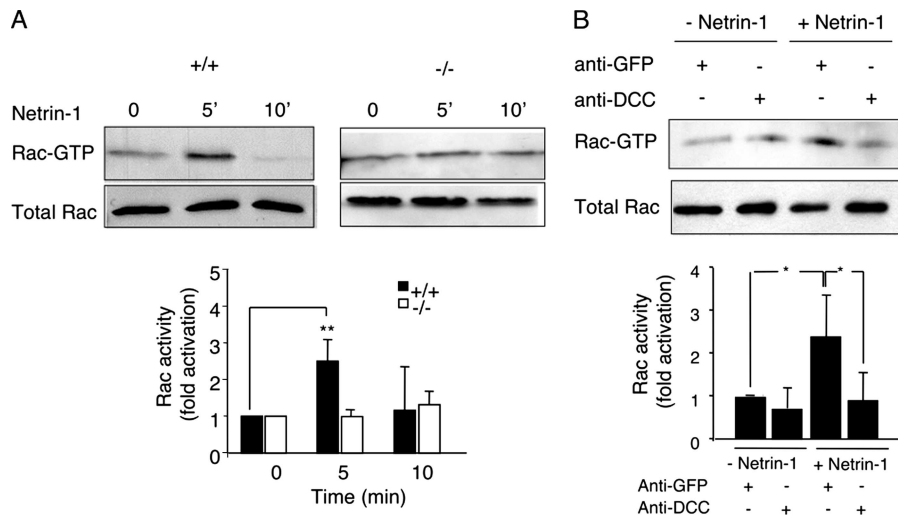 A
+/+
-/-
Netrin-1 0 5’ 10’ 0 5’ 10’
Rac-GTP
Total Rac
Rac activity
(fold activation)
5
4
3
2
1
0
+/+
-/-
**
0 5 10
Time (min)
B
- Netrin-1 + Netrin-1
anti-GFP + - + -
anti-DCC - + - +
Rac-GTP
Total Rac
Rac activity
(fold activation)
4
3
2
1
0
* *
- Netrin-1 + Netrin-1
Anti-GFP + - + -
Anti-DCC - + - +